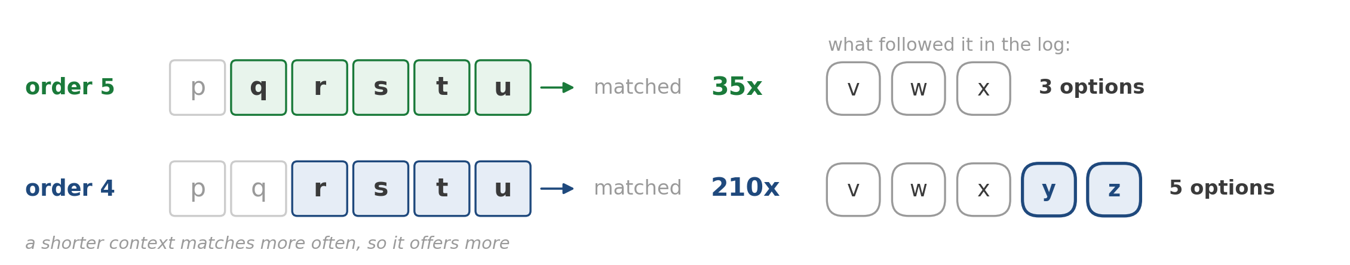 what followed it in the log:
order 5 p q r s t u matched 35x v w x 3 options
order 4 p q r s t u matched 210x v w x y z 5 options
a shorter context matches more often, so it offers more